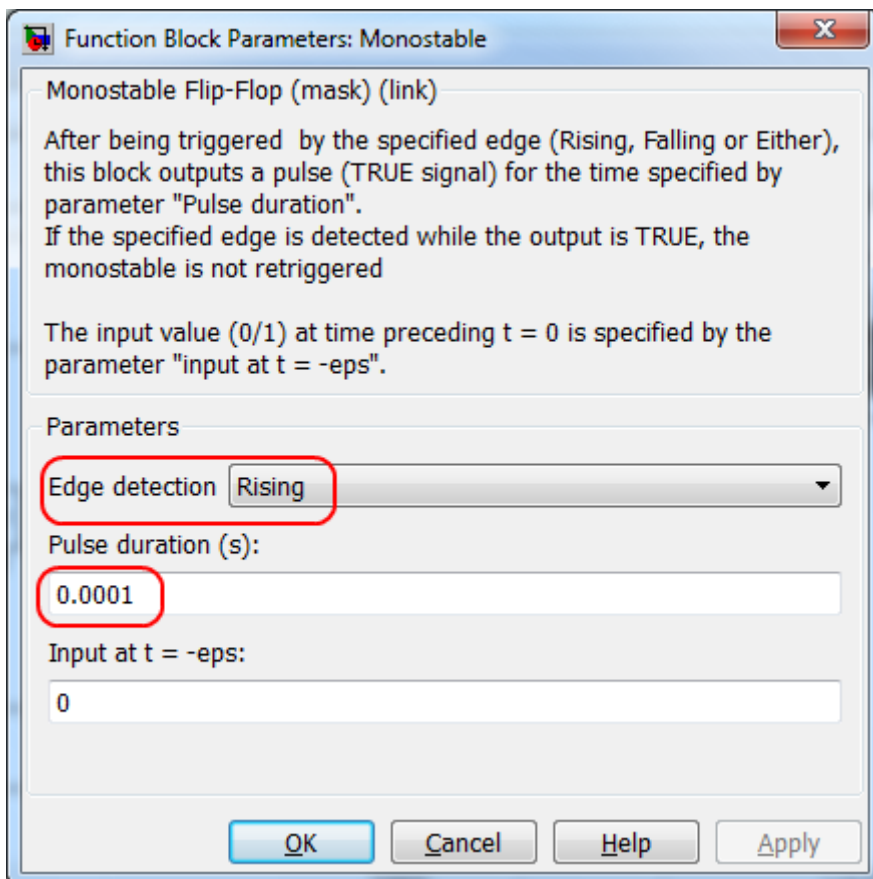 Function Block Parameters: Monostable
Monostable Flip-Flop (mask) (link)
After being triggered  by the specified edge (Rising, Falling or Either),
this block outputs a pulse (TRUE signal) for the time specified by
parameter "Pulse duration".
If the specified edge is detected while the output is TRUE, the
monostable is not retriggered
The input value (0/1) at time preceding t = 0 is specified by the
parameter "input at t = -eps".
Parameters
Edge detection Rising
Pulse duration (s):
0.0001
Input at t = -eps:
0
OK Cancel Help Apply